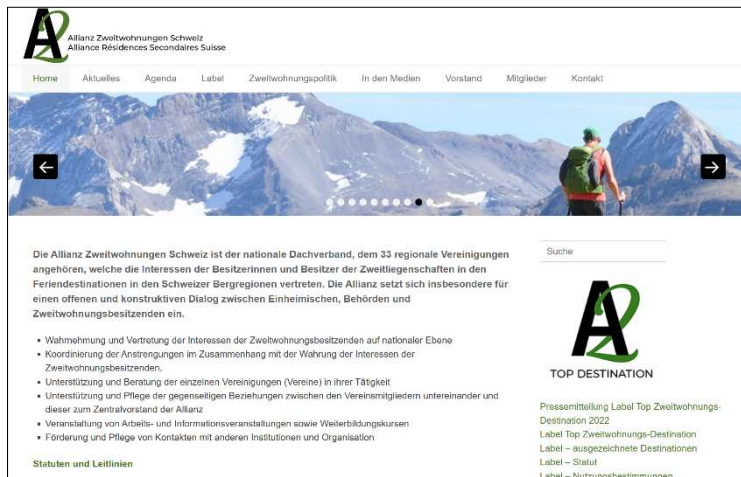 A2
Allianz Zweitwohnungen Schweiz
Alliance Résidences Secondaires Suisse
Home Aktuelles Agenda Label Zweitwohnungspolitik In den Medien Vorstand Mitglieder Kontakt
Die Allianz Zweitwohnungen Schweiz ist der nationale Dachverband, dem 33 regionale Vereinigungen
angehören, welche die Interessen der Besitzerinnen und Besitzer der Zweitliegenschaften in den
Feriendestinationen in den Schweizer Bergregionen vertreten. Die Allianz setzt sich insbesondere für
einen offenen und konstruktiven Dialog zwischen Einheimischen, Behörden und
Zweitwohnungsbesitzenden ein.
• Wahrnehmung und Vertretung der Interessen der Zweitwohnungsbesitzenden auf nationaler Ebene
• Koordinierung der Anstrengungen im Zusammenhang mit der Wahrung der Interessen der
Zweitwohnungsbesitzenden.
• Unterstützung und Beratung der einzelnen Vereinigungen (Vereine) in ihrer Tätigkeit
• Unterstützung und Pflege der gegenseitigen Beziehungen zwischen den Vereinsmitgliedern untereinander und
dieser zum Zentralvorstand der Allianz
• Veranstaltung von Arbeits- und Informationsveranstaltungen sowie Weiterbildungskursen
• Förderung und Pflege von Kontakten mit anderen Institutionen und Organisation
Statuten und Leitlinien
Suche
A2
TOP DESTINATION
Pressemitteilung Label Top Zweitwohnungs-
Destination 2022
Label Top Zweitwohnungs-Destination
Label – ausgezeichnete Destinationen
Label – Statut
Label – Nutzungsbestimmungen